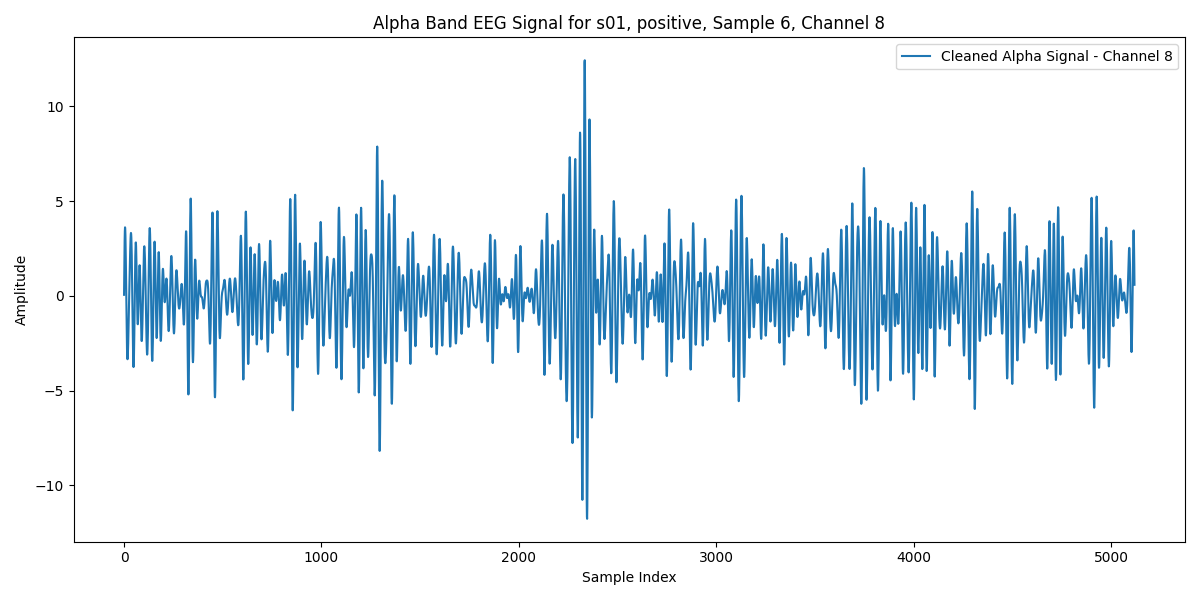 Alpha Band EEG Signal for s01, positive, Sample 6, Channel 8
Cleaned Alpha Signal - Channel 8
Amplitude
10
5
0
−5
−10
0 1000 2000 3000 4000 5000
Sample Index